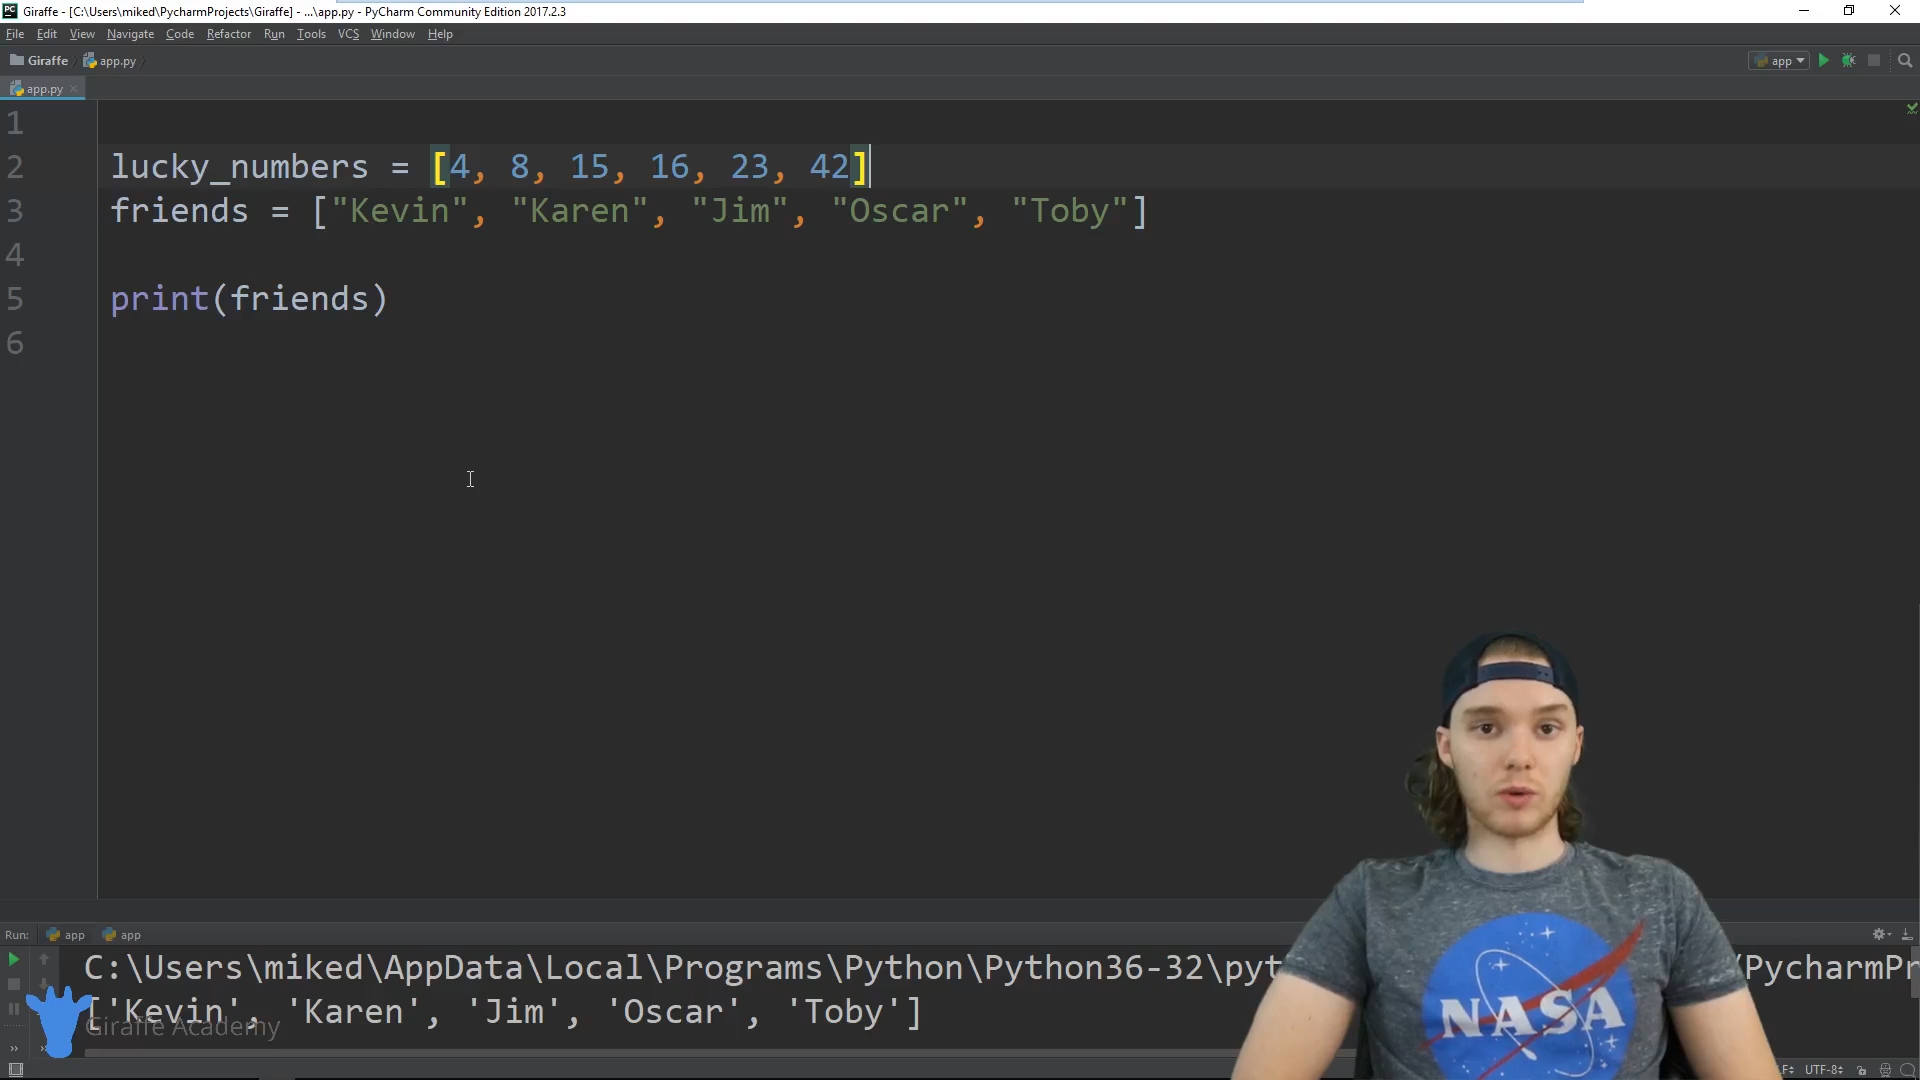 Giraffe - [C:\Users\miked\PycharmProjects\Giraffe] - ...\app.py - PyCharm Community Edition 2017.2.3
File Edit View Navigate Code Refactor Run Tools VCS Window Help
Giraffe app.py
app
app.py
1
2 lucky_numbers = [4, 8, 15, 16, 23, 42]
3 friends = ["Kevin", "Karen", "Jim", "Oscar", "Toby"]
4
5 print(friends)
6
Run: app app
C:\Users\miked\AppData\Local\Programs\Python\Python36-32\pyt /PycharmPr
['Kevin', 'Karen', 'Jim', 'Oscar', 'Toby']
Giraffe Academy
NASA
UTF-8